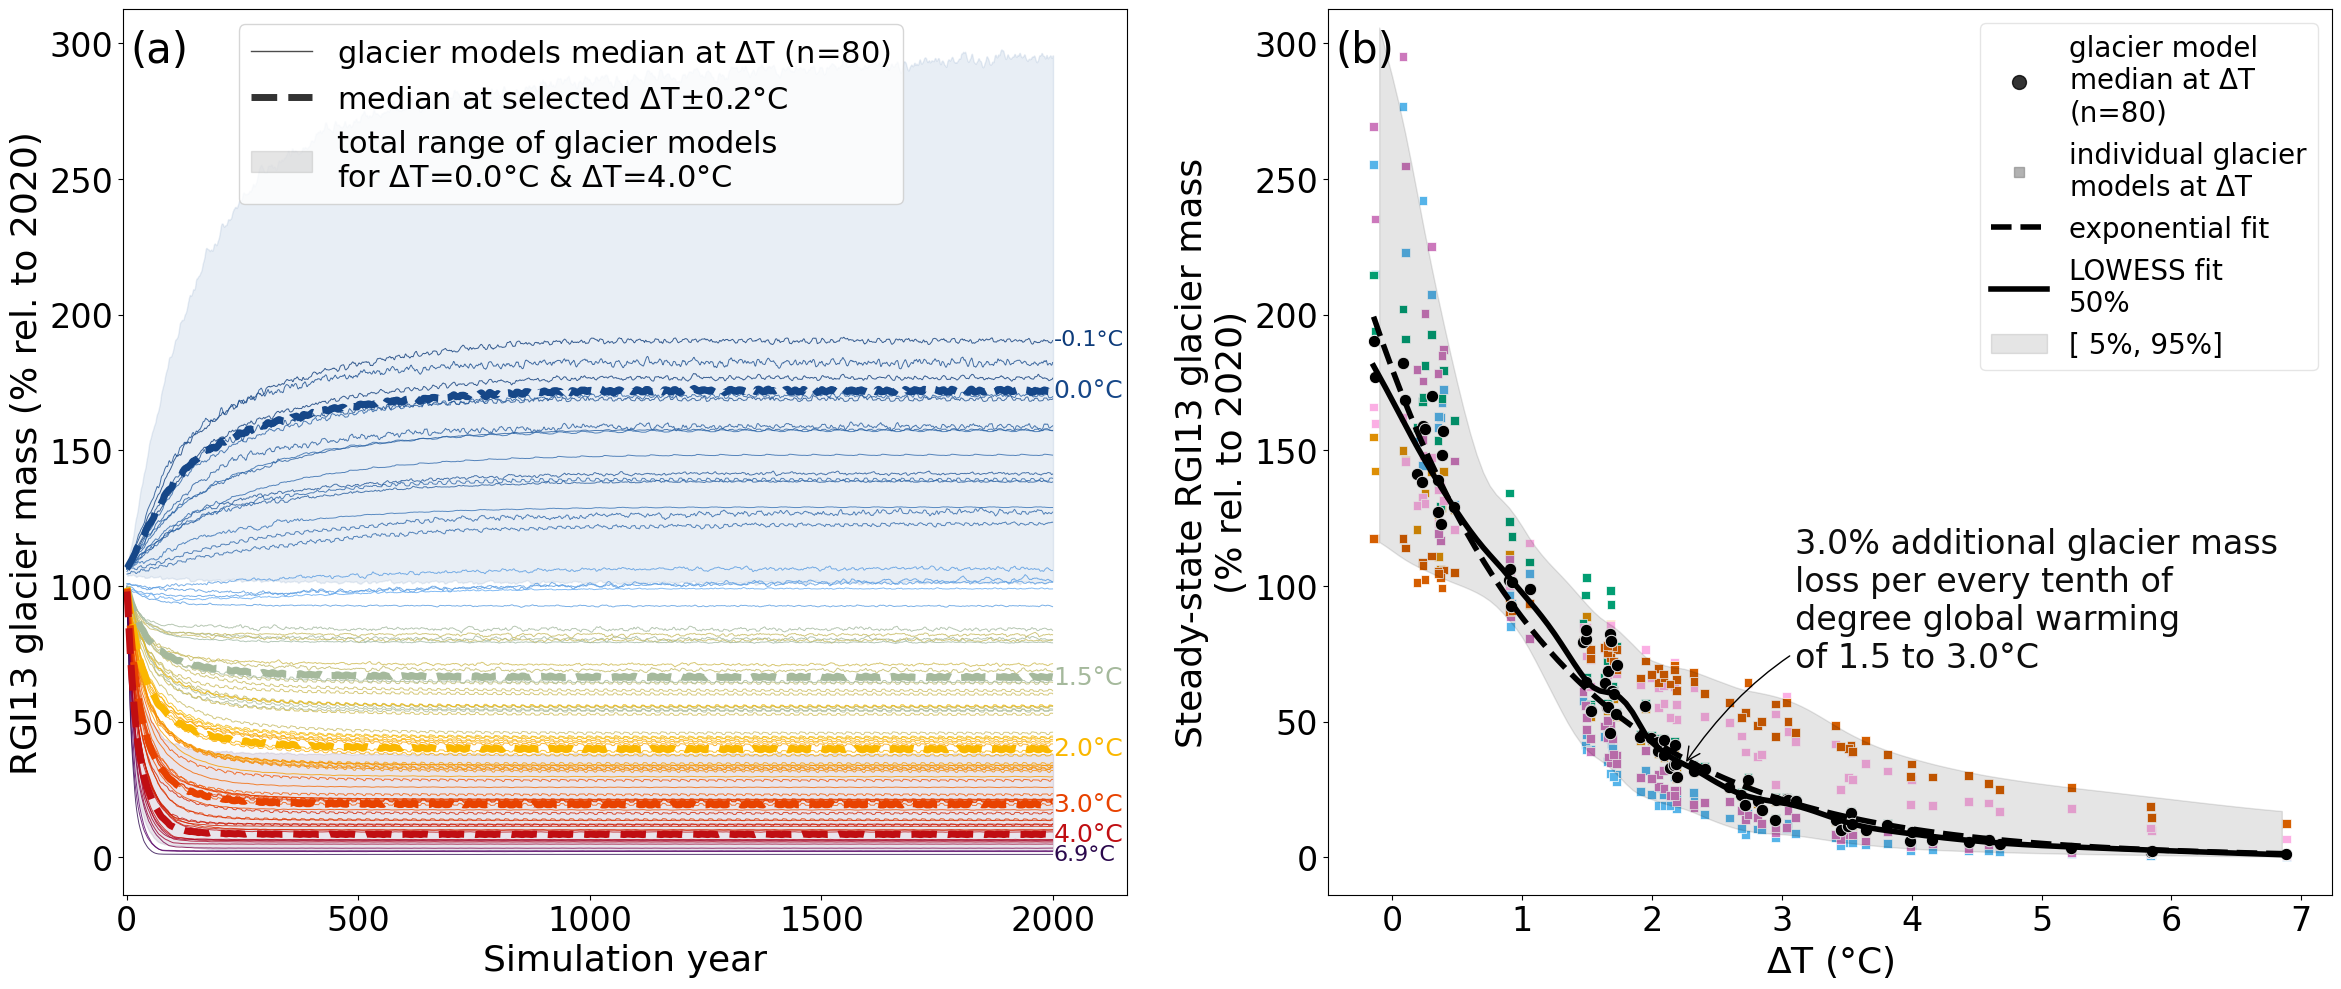 (a)
glacier models median at ΔT (n=80)
median at selected ΔT±0.2°C
total range of glacier models
for ΔT=0.0°C & ΔT=4.0°C
RGI13 glacier mass (% rel. to 2020)
300
250
200
150
100
50
0
-0.1°C
0.0°C
1.5°C
2.0°C
3.0°C
4.0°C
6.9°C
0
500
1000
1500
2000
Simulation year
(b)
glacier model
median at ΔT
(n=80)
individual glacier
models at ΔT
exponential fit
LOWESS fit
50%
[ 5%, 95%]
Steady-state RGI13 glacier mass
(% rel. to 2020)
300
250
200
150
100
50
0
3.0% additional glacier mass
loss per every tenth of
degree global warming
of 1.5 to 3.0°C
0
1
2
3
4
5
6
7
ΔT (°C)